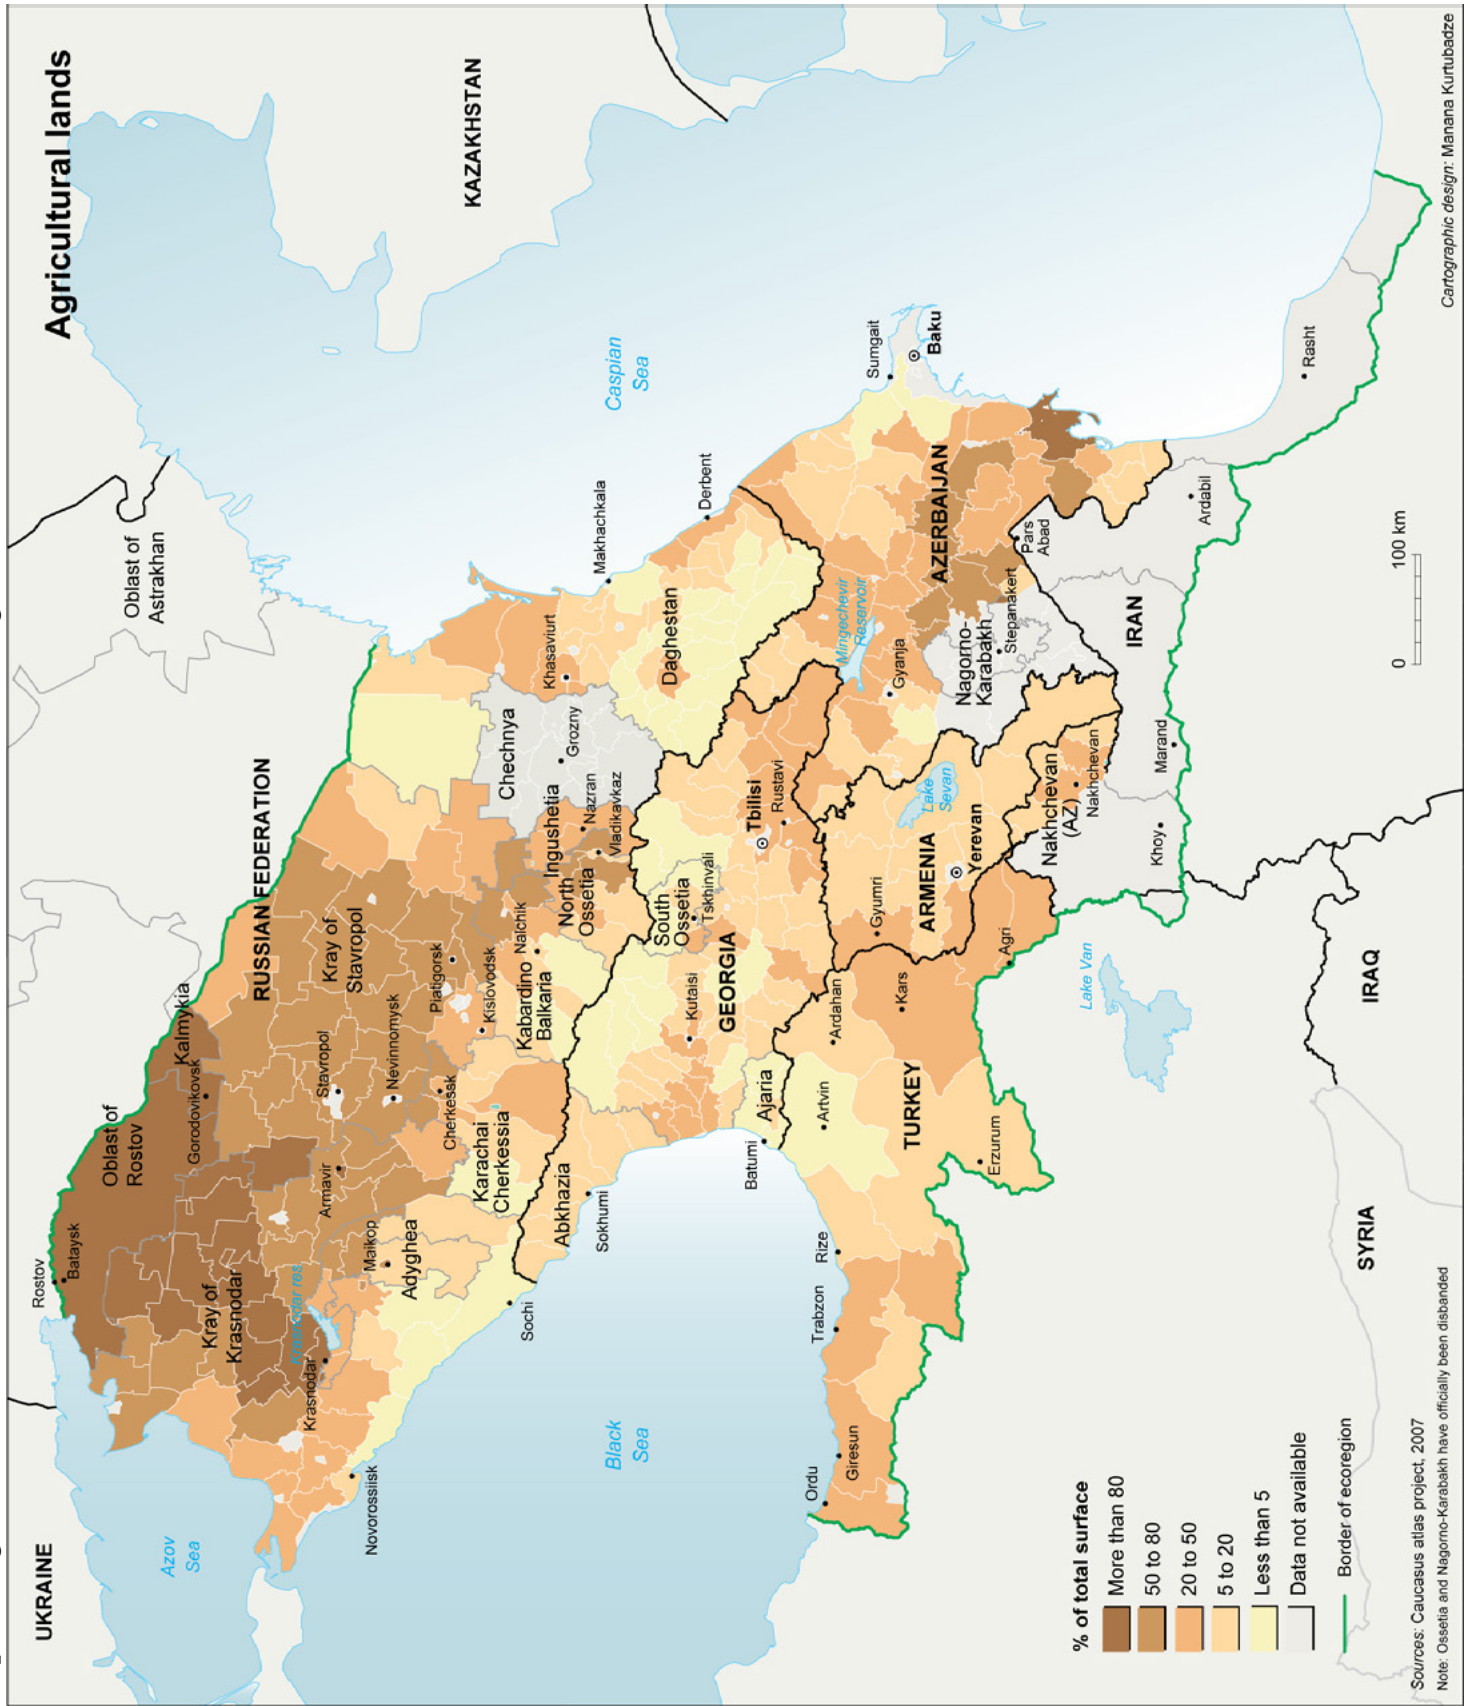 Agricultural lands
UKRAINE
Azov
Sea
Rostov
Bataysk
Oblast of
Rostov
Kalmykia
Gorodovikovsk
RUSSIAN FEDERATION
Oblast of
Astrakhan
KAZAKHSTAN
Kray of
Krasnodar
Krasnodar res
Krasnodar
Novorossiisk
Armavir
Maikop
Adyghea
Stavropol
Nevinnomysk
Kray of
Stavropol
Piatigorsk
Kislovodsk
Cherkessk
Karachai
Cherkessia
Sochi
Nalchik
Kabardino
Balkaria
North
Ossetia
Ingushetia
Nazran
Vladikavkaz
Chechnya
Grozny
Khasaviurt
Makhachkala
Daghestan
Derbent
Caspian
Sea
Abkhazia
Sokhumi
Black
Sea
South
Ossetia
Tskhinvali
Kutaisi
GEORGIA
Tbilisi
Rustavi
Batumi
Ajaria
Artvin
Ardahan
Kars
TURKEY
Rize
Trabzon
Giresun
Ordu
Erzurum
Agri
Gyumri
ARMENIA
Yerevan
Lake
Sevan
Mingechevir
Reservoir
Gyanja
AZERBAIJAN
Sumgait
Baku
Nagorno-
Karabakh
Stepanakert
Nakhchevan
(AZ)
Nakhchevan
Pars
Abad
Ardabil
Rasht
IRAN
Marand
Khoy
Lake Van
IRAQ
SYRIA
% of total surface
More than 80
50 to 80
20 to 50
5 to 20
Less than 5
Data not available
Border of ecoregion
0 100 km
Sources: Caucasus atlas project, 2007
Note: Ossetia and Nagorno-Karabakh have officially been disbanded
Cartographic design: Manana Kurtubadze